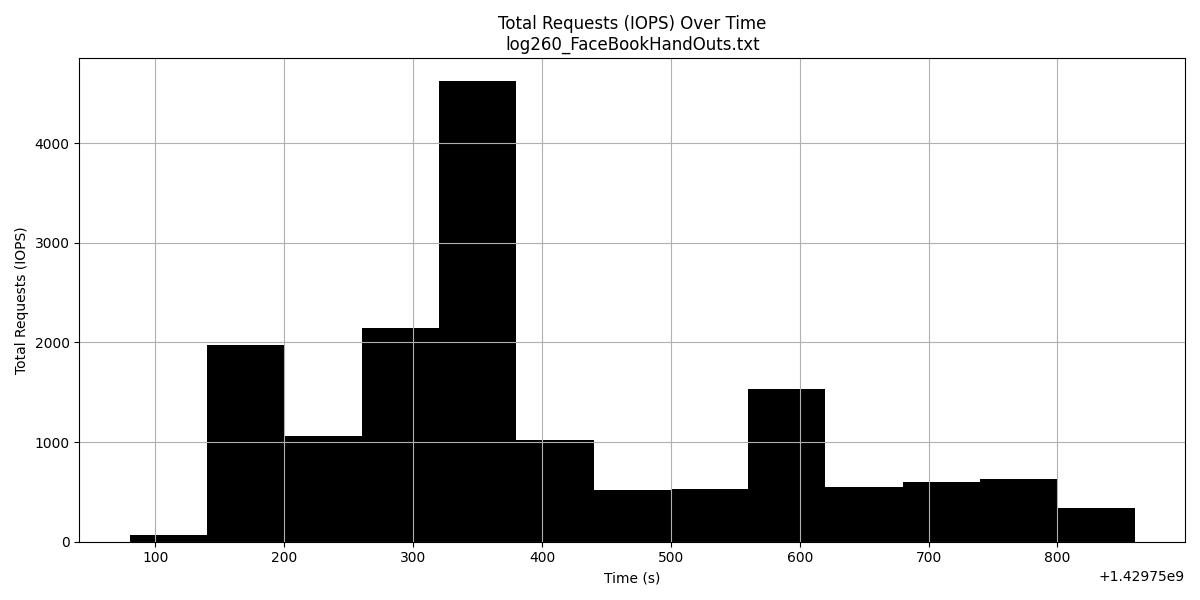 Total Requests (IOPS) Over Time
log260_FaceBookHandOuts.txt
Total Requests (IOPS)
4000
3000
2000
1000
0
100 200 300 400 500 600 700 800
Time (s)
+1.42975e9